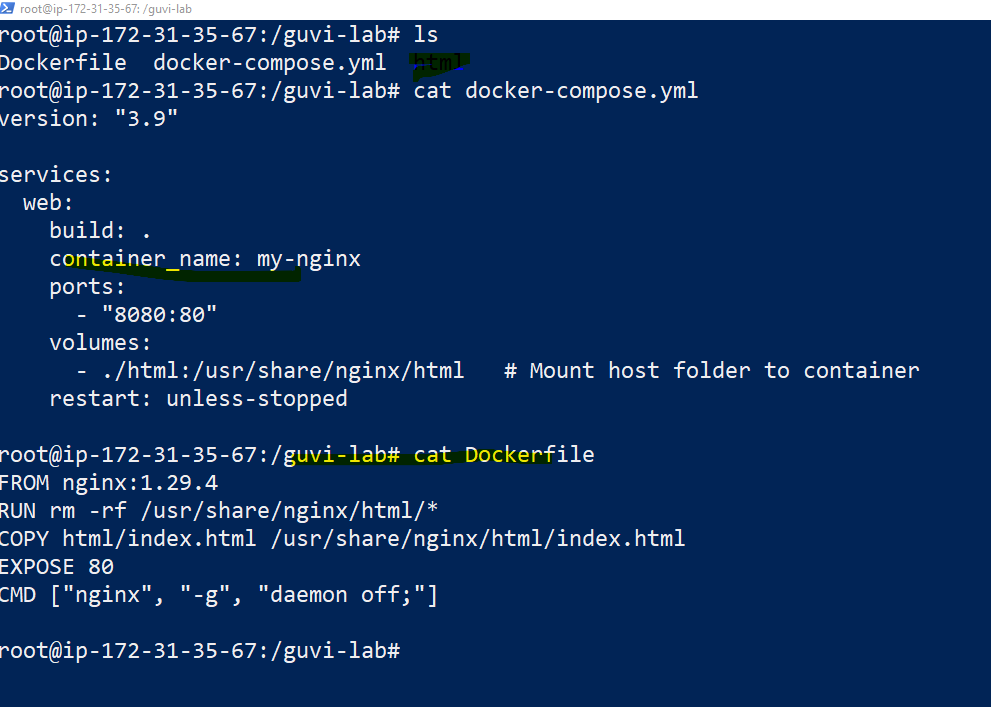 root@ip-172-31-35-67: /guvi-lab
root@ip-172-31-35-67:/guvi-lab# ls
Dockerfile  docker-compose.yml  html
root@ip-172-31-35-67:/guvi-lab# cat docker-compose.yml
version: "3.9"

services:
  web:
    build: .
    container_name: my-nginx
    ports:
      - "8080:80"
    volumes:
      - ./html:/usr/share/nginx/html   # Mount host folder to container
    restart: unless-stopped

root@ip-172-31-35-67:/guvi-lab# cat Dockerfile
FROM nginx:1.29.4
RUN rm -rf /usr/share/nginx/html/*
COPY html/index.html /usr/share/nginx/html/index.html
EXPOSE 80
CMD ["nginx", "-g", "daemon off;"]

root@ip-172-31-35-67:/guvi-lab#